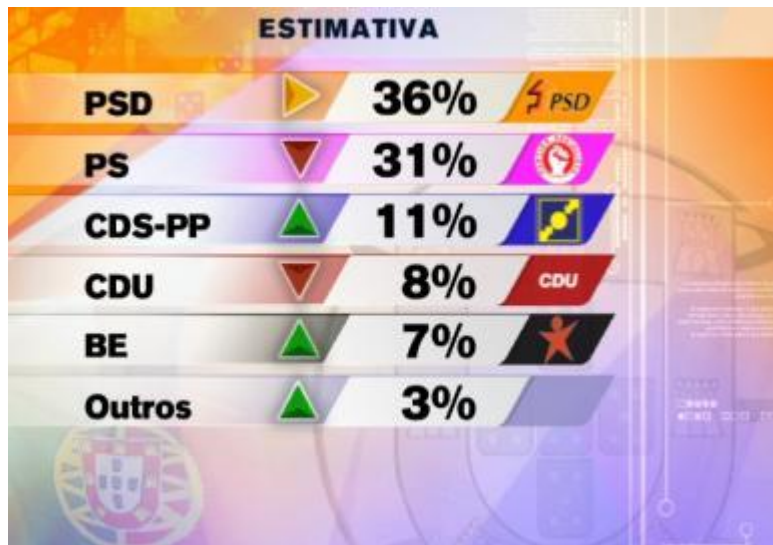 ESTIMATIVA
PSD 36% PSD
PS 31%
CDS-PP 11%
CDU 8% CDU
BE 7%
Outros 3%